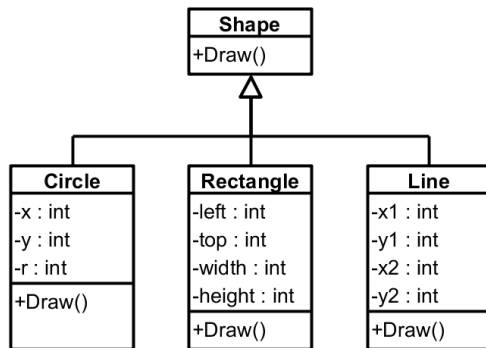 Shape
+Draw()
Circle
-x : int
-y : int
-r : int
+Draw()
Rectangle
-left : int
-top : int
-width : int
-height : int
+Draw()
Line
-x1 : int
-y1 : int
-x2 : int
-y2 : int
+Draw()